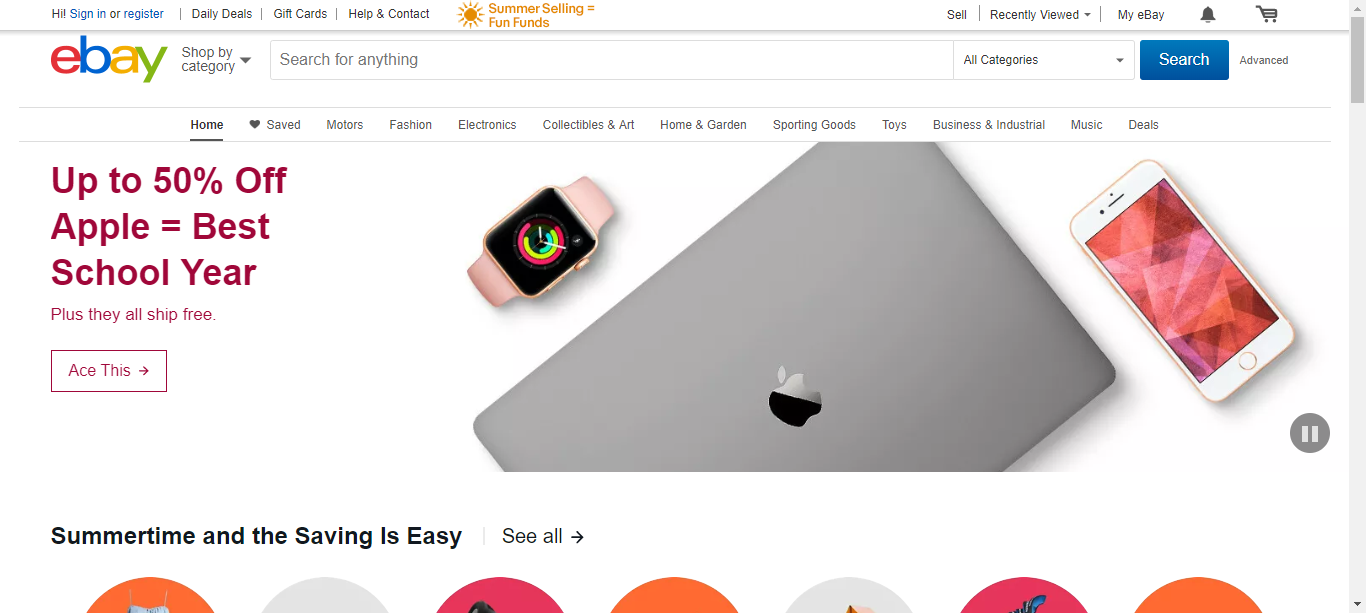 Hi! Sign in or register
Daily Deals
Gift Cards
Help & Contact
Summer Selling =
Fun Funds
Sell
Recently Viewed
My eBay
ebay
Shop by
category
Search for anything
All Categories
Search
Advanced
Home
Saved
Motors
Fashion
Electronics
Collectibles & Art
Home & Garden
Sporting Goods
Toys
Business & Industrial
Music
Deals
Up to 50% Off
Apple = Best
School Year
Plus they all ship free.
Ace This →
Summertime and the Saving Is Easy
See all →